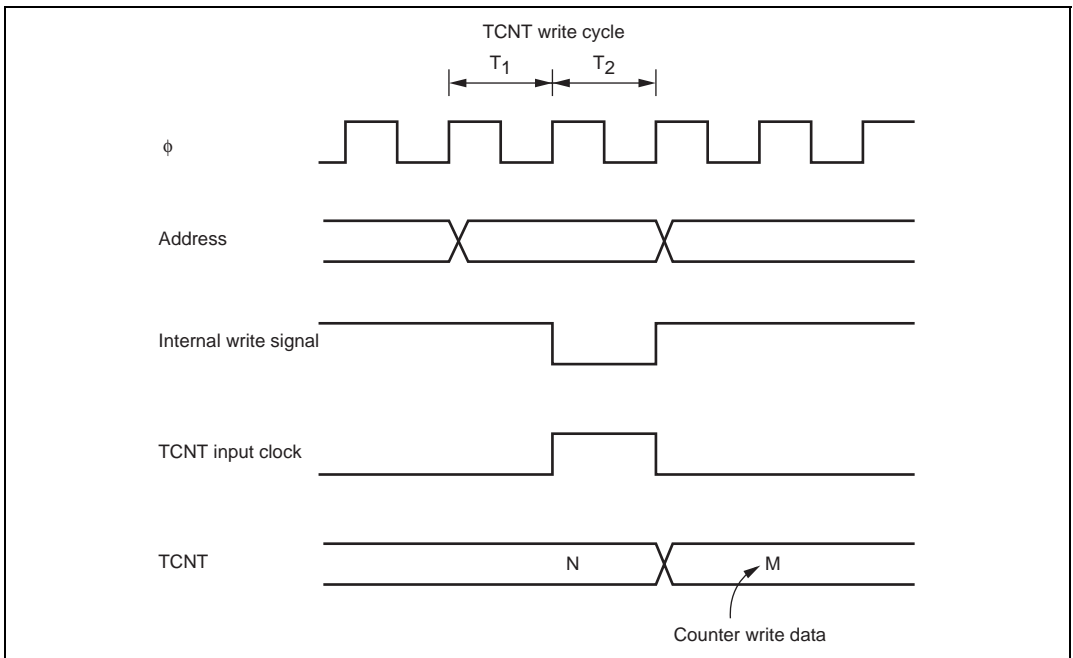 TCNT write cycle
T1 T2
ϕ
Address
Internal write signal
TCNT input clock
TCNT N M
Counter write data